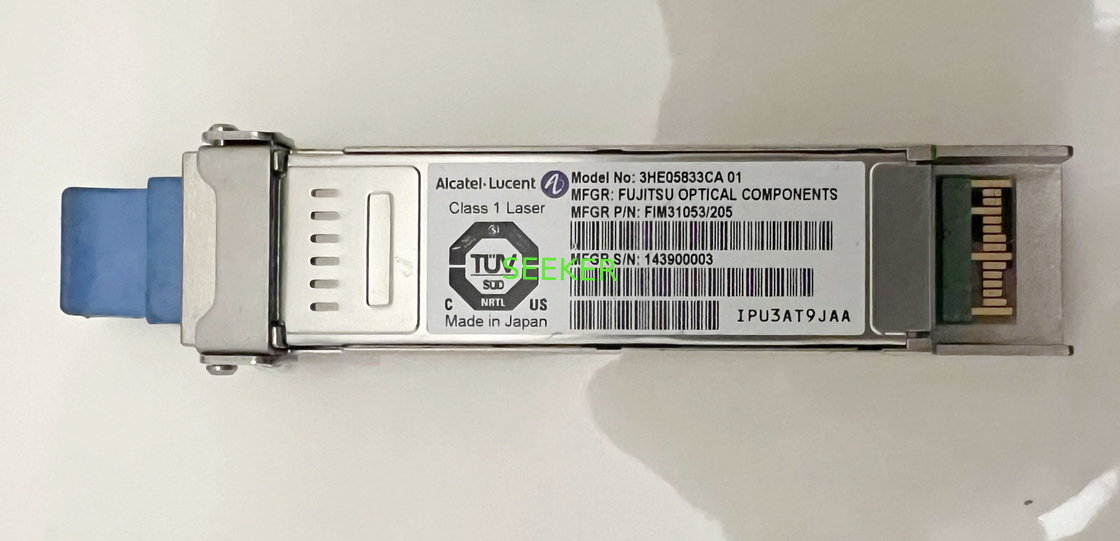 Alcatel·Lucent
Class 1 Laser
TÜV
SÜD
NRTL
C US
Made in Japan
Model No: 3HE05833CA 01
MFGR: FUJITSU OPTICAL COMPONENTS
MFGR P/N: FIM31053/205
MFGR S/N: 143900003
IPU3AT9JAA
SEEKER